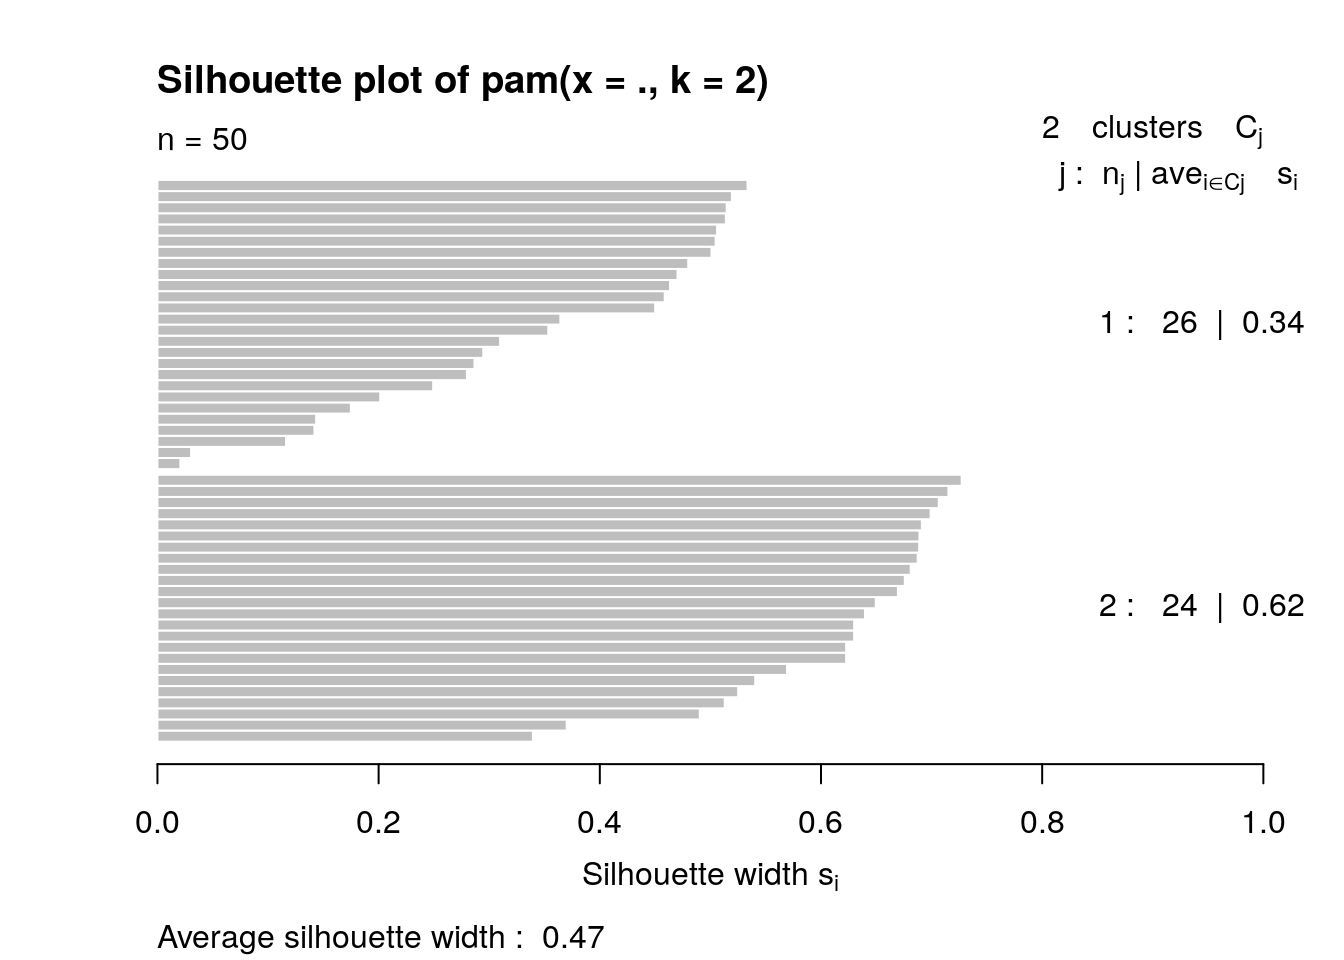 Silhouette plot of pam(x = ., k = 2)
n = 50
2 clusters Cj
j : nj | avei∈Cj si
1 : 26 | 0.34
2 : 24 | 0.62
0.0 0.2 0.4 0.6 0.8 1.0
Silhouette width si
Average silhouette width : 0.47